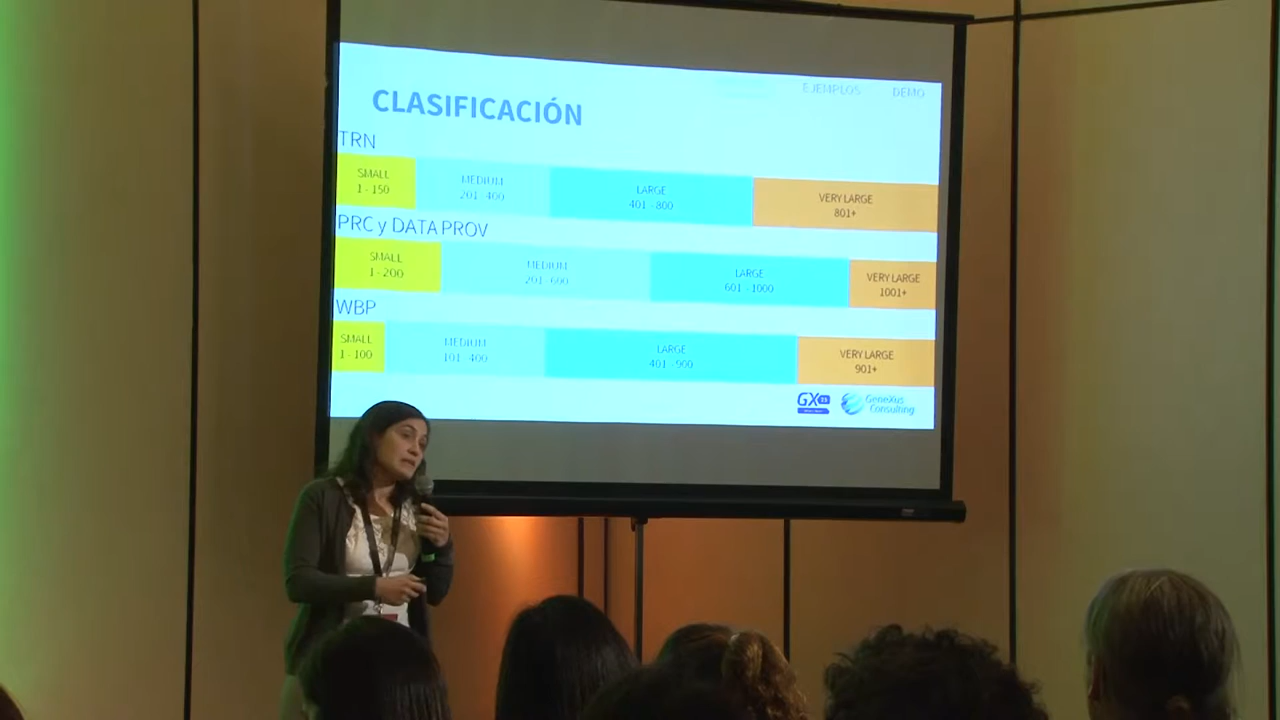 EJEMPLOS DEMO
CLASIFICACIÓN
TRN
SMALL
1 - 150
MEDIUM
201 - 400
LARGE
401 - 800
VERY LARGE
801+
PRC y DATA PROV
SMALL
1 - 200
MEDIUM
201 - 600
LARGE
601 - 1000
VERY LARGE
1001+
WBP
SMALL
1 - 100
MEDIUM
101 - 400
LARGE
401 - 900
VERY LARGE
901+
GX
GeneXus
Consulting